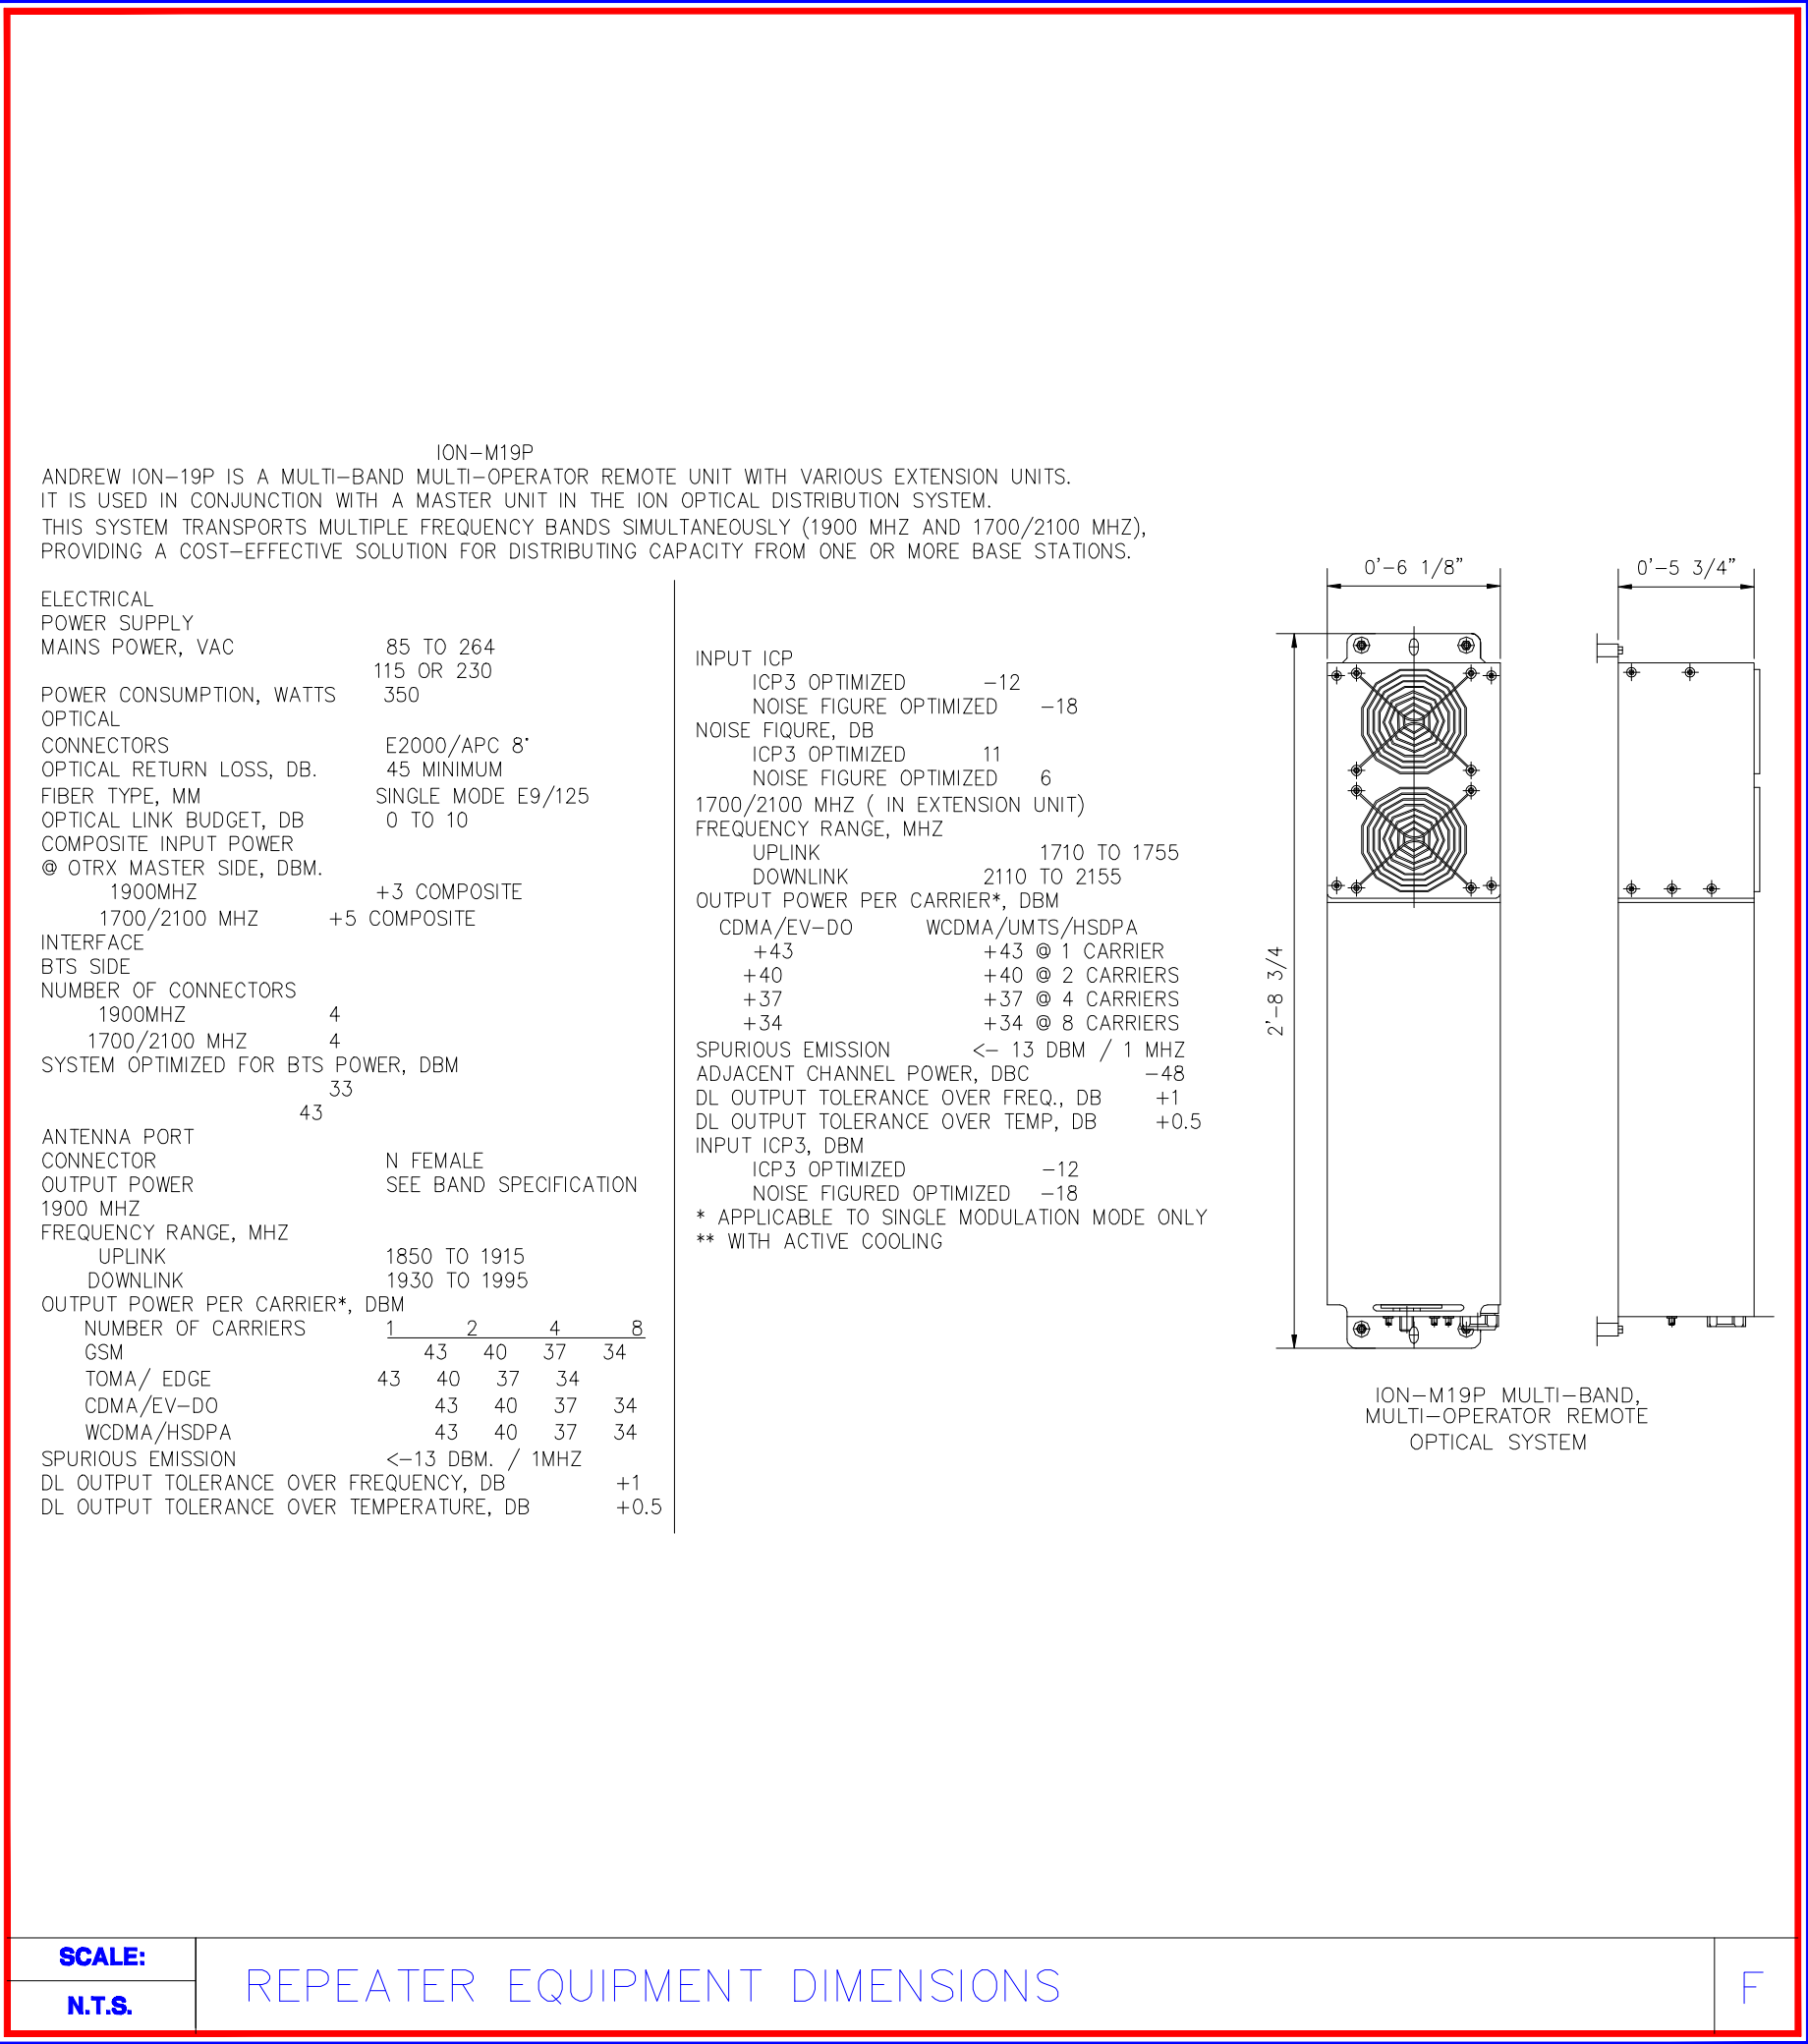 ION-M19P
ANDREW ION-19P IS A MULTI-BAND MULTI-OPERATOR REMOTE UNIT WITH VARIOUS EXTENSION UNITS.
IT IS USED IN CONJUNCTION WITH A MASTER UNIT IN THE ION OPTICAL DISTRIBUTION SYSTEM.
THIS SYSTEM TRANSPORTS MULTIPLE FREQUENCY BANDS SIMULTANEOUSLY (1900 MHZ AND 1700/2100 MHZ),
PROVIDING A COST-EFFECTIVE SOLUTION FOR DISTRIBUTING CAPACITY FROM ONE OR MORE BASE STATIONS.
ELECTRICAL
POWER SUPPLY
MAINS POWER, VAC 85 TO 264
115 OR 230
POWER CONSUMPTION, WATTS 350
OPTICAL
CONNECTORS E2000/APC 8°
OPTICAL RETURN LOSS, DB. 45 MINIMUM
FIBER TYPE, MM SINGLE MODE E9/125
OPTICAL LINK BUDGET, DB 0 TO 10
COMPOSITE INPUT POWER
@ OTRX MASTER SIDE, DBM.
1900MHZ +3 COMPOSITE
1700/2100 MHZ +5 COMPOSITE
INTERFACE
BTS SIDE
NUMBER OF CONNECTORS
1900MHZ 4
1700/2100 MHZ 4
SYSTEM OPTIMIZED FOR BTS POWER, DBM
33
43
ANTENNA PORT
CONNECTOR N FEMALE
OUTPUT POWER SEE BAND SPECIFICATION
1900 MHZ
FREQUENCY RANGE, MHZ
UPLINK 1850 TO 1915
DOWNLINK 1930 TO 1995
OUTPUT POWER PER CARRIER*, DBM
NUMBER OF CARRIERS 1 2 4 8
GSM 43 40 37 34
TOMA/ EDGE 43 40 37 34
CDMA/EV-DO 43 40 37 34
WCDMA/HSDPA 43 40 37 34
SPURIOUS EMISSION <-13 DBM. / 1MHZ
DL OUTPUT TOLERANCE OVER FREQUENCY, DB +1
DL OUTPUT TOLERANCE OVER TEMPERATURE, DB +0.5
INPUT ICP
ICP3 OPTIMIZED -12
NOISE FIGURE OPTIMIZED -18
NOISE FIQURE, DB
ICP3 OPTIMIZED 11
NOISE FIGURE OPTIMIZED 6
1700/2100 MHZ ( IN EXTENSION UNIT)
FREQUENCY RANGE, MHZ
UPLINK 1710 TO 1755
DOWNLINK 2110 TO 2155
OUTPUT POWER PER CARRIER*, DBM
CDMA/EV-DO WCDMA/UMTS/HSDPA
+43 +43 @ 1 CARRIER
+40 +40 @ 2 CARRIERS
+37 +37 @ 4 CARRIERS
+34 +34 @ 8 CARRIERS
SPURIOUS EMISSION <- 13 DBM / 1 MHZ
ADJACENT CHANNEL POWER, DBC -48
DL OUTPUT TOLERANCE OVER FREQ., DB +1
DL OUTPUT TOLERANCE OVER TEMP, DB +0.5
INPUT ICP3, DBM
ICP3 OPTIMIZED -12
NOISE FIGURED OPTIMIZED -18
* APPLICABLE TO SINGLE MODULATION MODE ONLY
** WITH ACTIVE COOLING
0'-6 1/8"
0'-5 3/4"
2'-8 3/4
ION-M19P MULTI-BAND,
MULTI-OPERATOR REMOTE
OPTICAL SYSTEM
SCALE:
N.T.S.
REPEATER EQUIPMENT DIMENSIONS
F